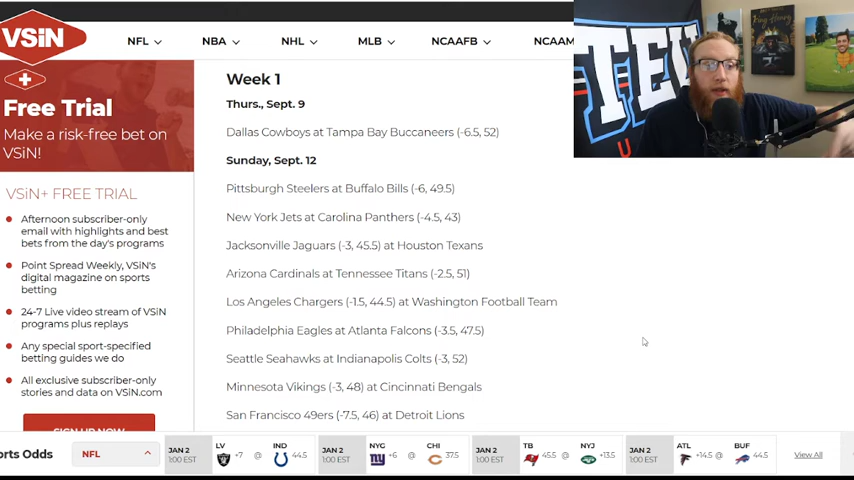 VSiN
NFL NBA NHL MLB NCAAFB NCAAM
Free Trial
Make a risk-free bet on
VSiN!
VSiN+ FREE TRIAL
Afternoon subscriber-only
email with highlights and best
bets from the day's programs
Point Spread Weekly, VSiN's
digital magazine on sports
betting
24-7 Live video stream of VSiN
programs plus replays
Any special sport-specified
betting guides we do
All exclusive subscriber-only
stories and data on VSiN.com
SIGN UP NOW
Week 1
Thurs., Sept. 9
Dallas Cowboys at Tampa Bay Buccaneers (-6.5, 52)
Sunday, Sept. 12
Pittsburgh Steelers at Buffalo Bills (-6, 49.5)
New York Jets at Carolina Panthers (-4.5, 43)
Jacksonville Jaguars (-3, 45.5) at Houston Texans
Arizona Cardinals at Tennessee Titans (-2.5, 51)
Los Angeles Chargers (-1.5, 44.5) at Washington Football Team
Philadelphia Eagles at Atlanta Falcons (-3.5, 47.5)
Seattle Seahawks at Indianapolis Colts (-3, 52)
Minnesota Vikings (-3, 48) at Cincinnati Bengals
San Francisco 49ers (-7.5, 46) at Detroit Lions
orts Odds
NFL
JAN 2
1:00 EST
LV +7 @ IND 44.5
JAN 2
1:00 EST
NYG +6 @ CHI 37.5
JAN 2
1:00 EST
TB 45.5 @ NYJ +13.5
JAN 2
1:00 EST
ATL +14.5 @ BUF 44.5
View All